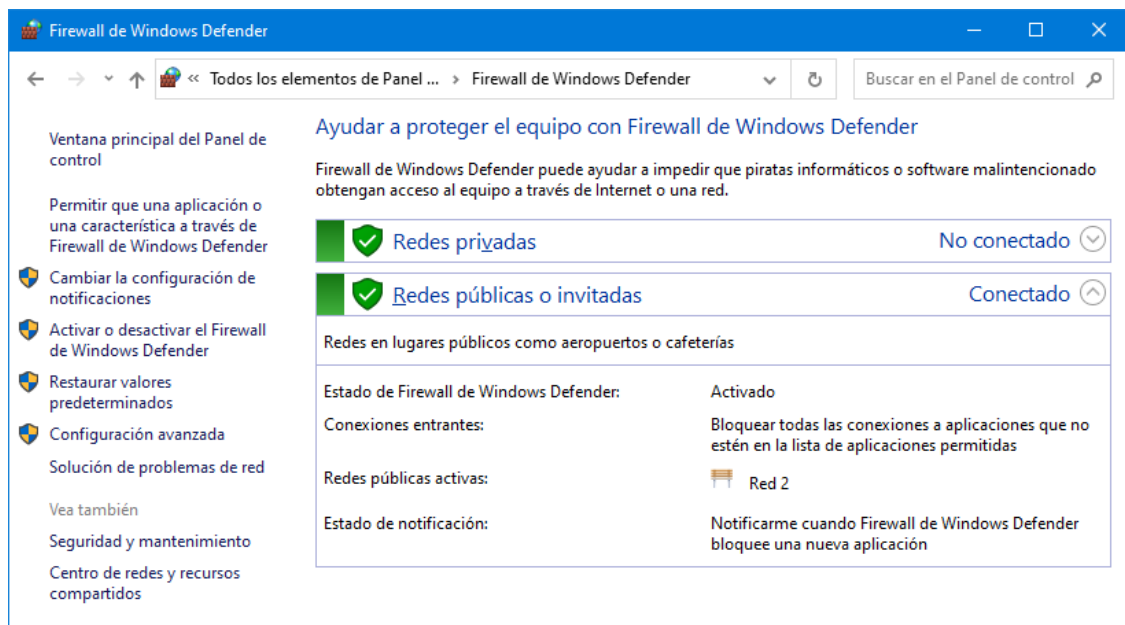 Firewall de Windows Defender
« Todos los elementos de Panel ... > Firewall de Windows Defender
Buscar en el Panel de control
Ventana principal del Panel de
control
Permitir que una aplicación o
una característica a través de
Firewall de Windows Defender
Cambiar la configuración de
notificaciones
Activar o desactivar el Firewall
de Windows Defender
Restaurar valores
predeterminados
Configuración avanzada
Solución de problemas de red
Vea también
Seguridad y mantenimiento
Centro de redes y recursos
compartidos
Ayudar a proteger el equipo con Firewall de Windows Defender
Firewall de Windows Defender puede ayudar a impedir que piratas informáticos o software malintencionado
obtengan acceso al equipo a través de Internet o una red.
Redes privadas No conectado
Redes públicas o invitadas Conectado
Redes en lugares públicos como aeropuertos o cafeterías
Estado de Firewall de Windows Defender: Activado
Conexiones entrantes: Bloquear todas las conexiones a aplicaciones que no
estén en la lista de aplicaciones permitidas
Redes públicas activas: Red 2
Estado de notificación: Notificarme cuando Firewall de Windows Defender
bloquee una nueva aplicación